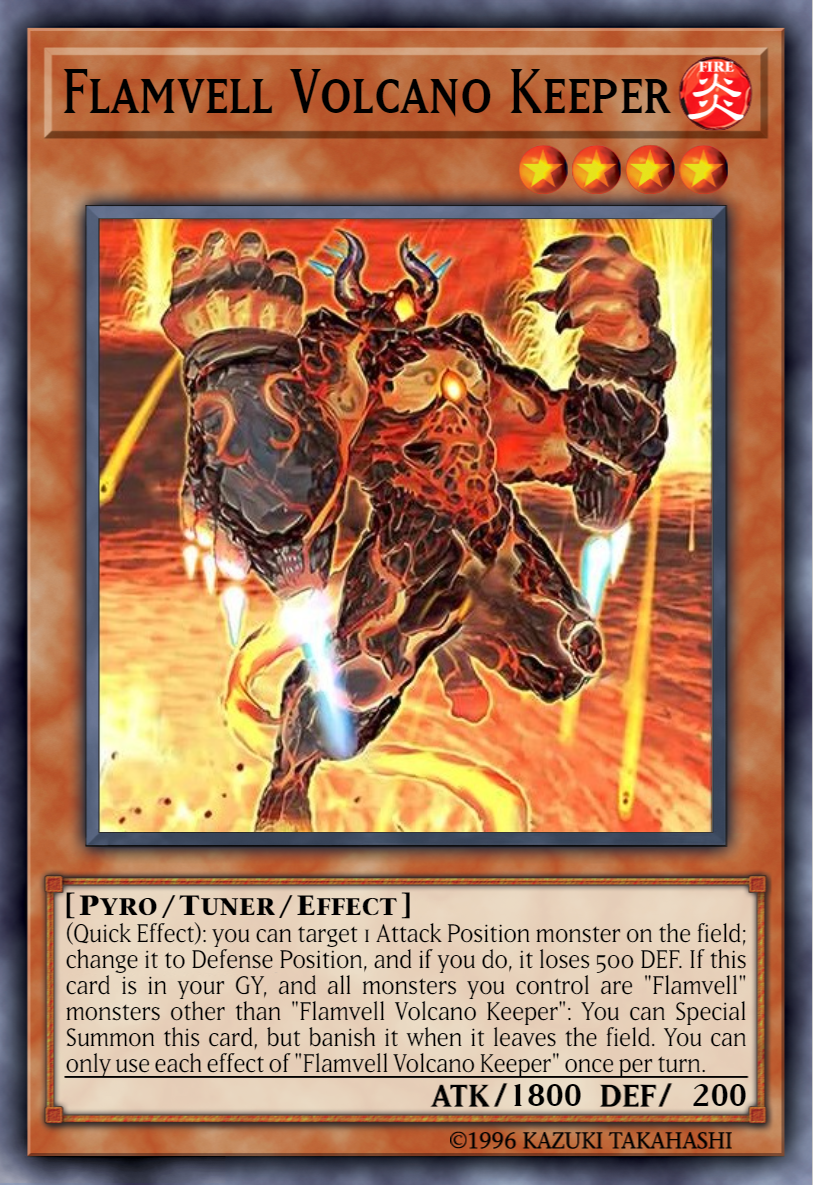 Flamvell Volcano Keeper
FIRE
炎
[ Pyro / Tuner / Effect ]
(Quick Effect): you can target 1 Attack Position monster on the field;
change it to Defense Position, and if you do, it loses 500 DEF. If this
card is in your GY, and all monsters you control are "Flamvell"
monsters other than "Flamvell Volcano Keeper": You can Special
Summon this card, but banish it when it leaves the field. You can
only use each effect of "Flamvell Volcano Keeper" once per turn.
ATK/1800 DEF/ 200
©1996 KAZUKI TAKAHASHI